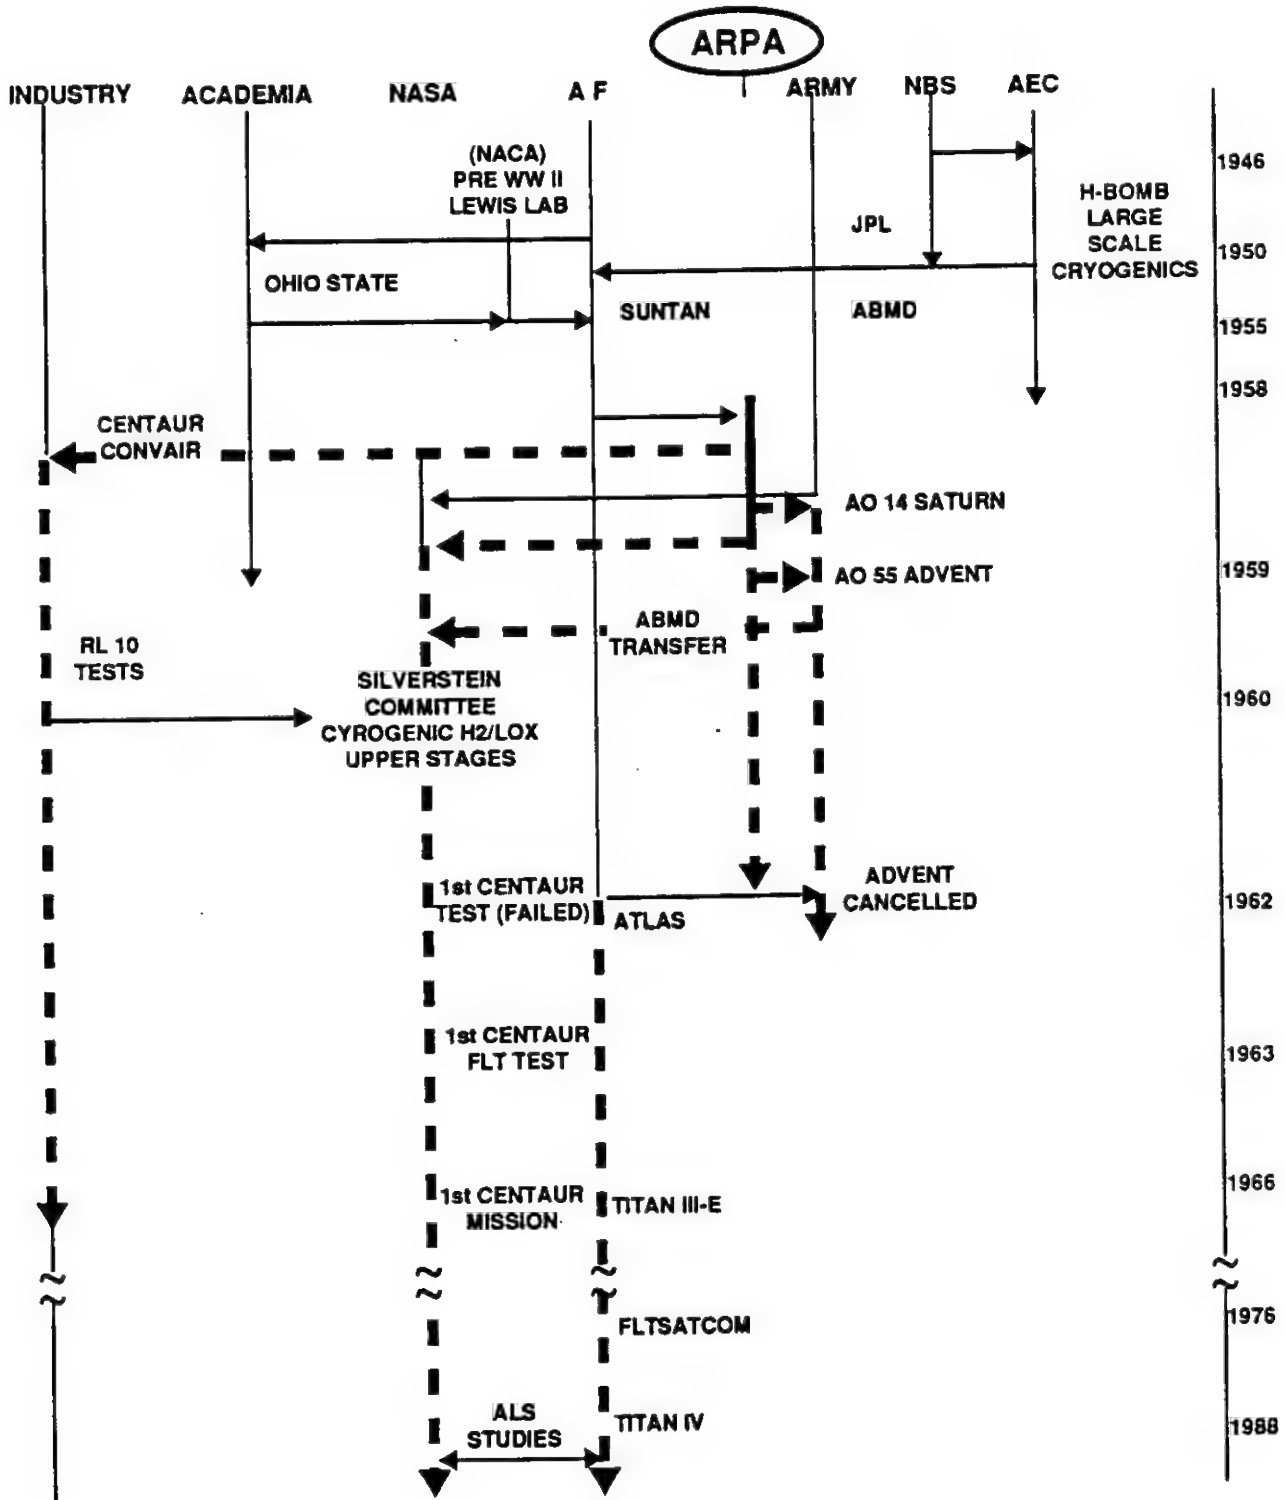 ARPA
INDUSTRY
ACADEMIA
NASA
A F
ARMY
NBS
AEC
(NACA)
PRE WW II
LEWIS LAB
1946
H-BOMB
LARGE
SCALE
CRYOGENICS
JPL
1950
OHIO STATE
SUNTAN
ABMD
1955
1958
CENTAUR
CONVAIR
AO 14 SATURN
1959
AO 55 ADVENT
ABMD
TRANSFER
RL 10
TESTS
SILVERSTEIN
COMMITTEE
CYROGENIC H2/LOX
UPPER STAGES
1960
1st CENTAUR
TEST (FAILED)
ATLAS
ADVENT
CANCELLED
1962
1st CENTAUR
FLT TEST
1963
1st CENTAUR
MISSION
TITAN III-E
1966
FLTSATCOM
1976
ALS
STUDIES
TITAN IV
1988